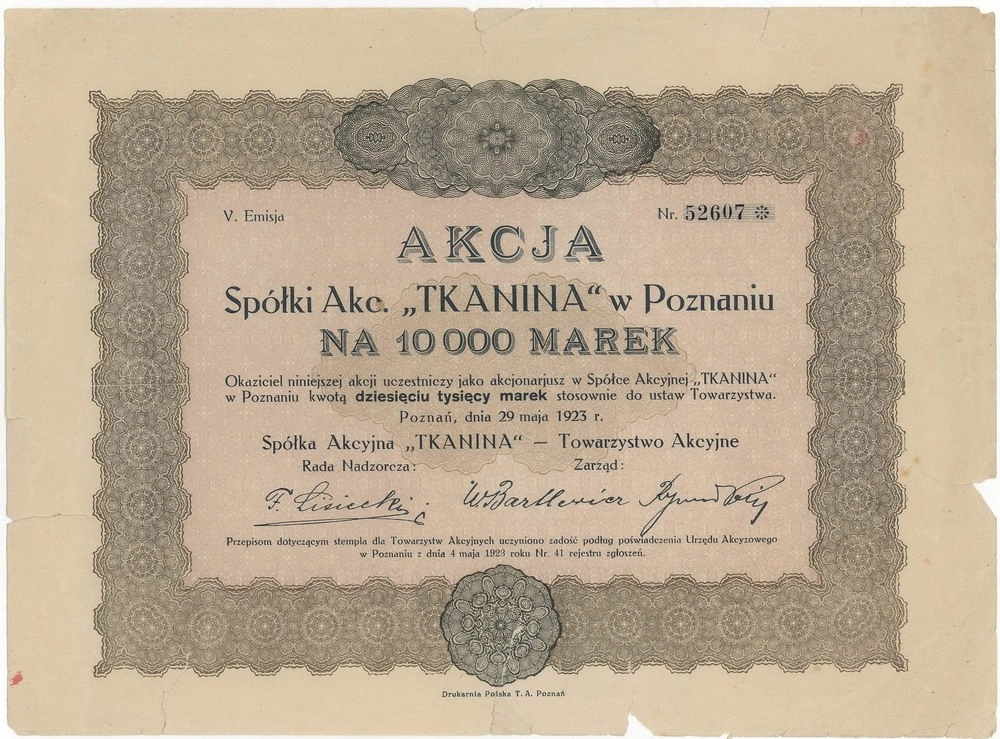 V. Emisja
Nr. 52607 *
AKCJA
Spółki Akc. „TKANINA“ w Poznaniu
NA 10 000 MAREK
Okaziciel niniejszej akcji uczestniczy jako akcjonarjusz w Spółce Akcyjnej „TKANINA“
w Poznaniu kwotą dziesięciu tysięcy marek stosownie do ustaw Towarzystwa.
Poznań, dnia 29 maja 1923 r.
Spółka Akcyjna „TKANINA“ – Towarzystwo Akcyjne
Rada Nadzorcza: Zarząd:
F. Lisiecki W. Bartlewicz
Przepisom dotyczącym stempla dla Towarzystw Akcyjnych uczyniono zadość podług poświadczenia Urzędu Akcyzowego
w Poznaniu z dnia 4 maja 1923 roku Nr. 41 rejestru zgłoszeń.
Drukarnia Polska T. A. Poznań